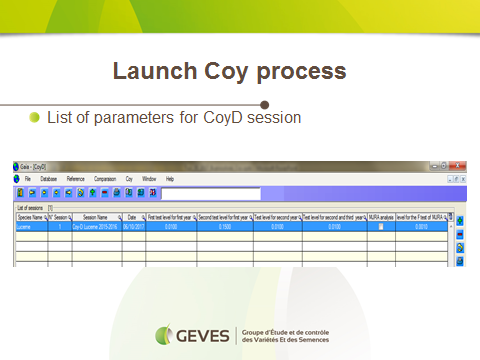 Launch Coy process
List of parameters for CoyD session
Gaia - [CoyD]
File Database Reference Comparaison Coy Window Help
List of sessions [1]
Species Name N° Session Session Name Date First test level for first year Second test level for first year Test level for second year Test level for second and third year MJRA analysis level for the F test of MJRA
Lucerne 1 Coy-D Lucerne 2015-2016 06/10/2017 0.0100 0.1500 0.0100 0.0100 0.0010
GEVES
Groupe d'Étude et de contrôle
des Variétés Et des Semences